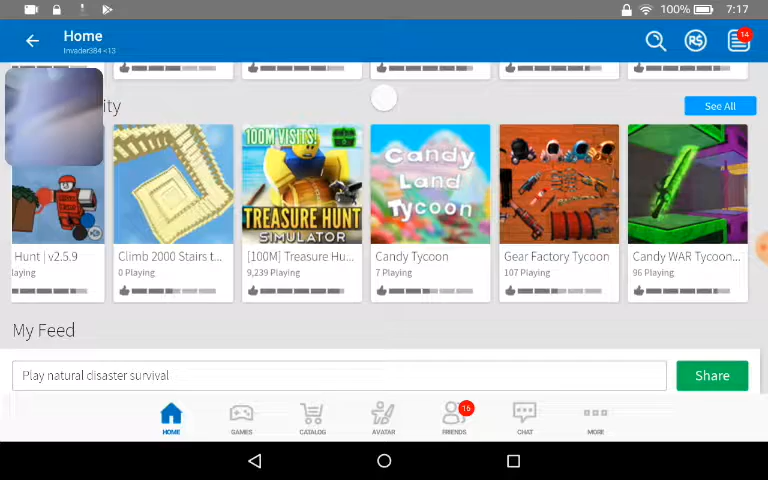 100% 7:17
Home
Invader384 <13
R$ 14
ity
See All
100M VISITS!
TREASURE HUNT
SIMULATOR
Candy
Land
Tycoon
Hunt | v2.5.9
Climb 2000 Stairs t...
[100M] Treasure Hu...
Candy Tycoon
Gear Factory Tycoon
Candy WAR Tycoon...
laying
0 Playing
9,239 Playing
7 Playing
107 Playing
96 Playing
My Feed
Play natural disaster survival
Share
16
HOME
GAMES
CATALOG
AVATAR
FRIENDS
CHAT
MORE